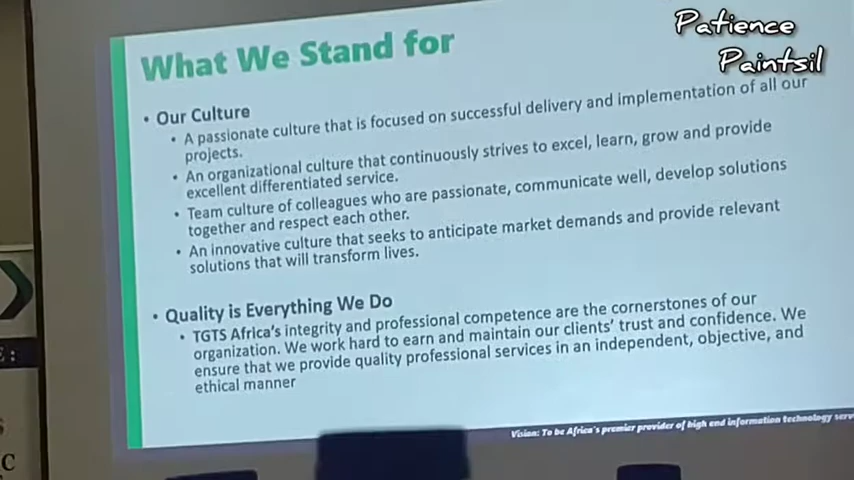 Patience
Paintsil
What We Stand for
• Our Culture
• A passionate culture that is focused on successful delivery and implementation of all our
projects.
• An organizational culture that continuously strives to excel, learn, grow and provide
excellent differentiated service.
• Team culture of colleagues who are passionate, communicate well, develop solutions
together and respect each other.
• An innovative culture that seeks to anticipate market demands and provide relevant
solutions that will transform lives.
• Quality is Everything We Do
• TGTS Africa's integrity and professional competence are the cornerstones of our
organization. We work hard to earn and maintain our clients' trust and confidence. We
ensure that we provide quality professional services in an independent, objective, and
ethical manner
Vision: To be Africa's premier provider of high end information technology